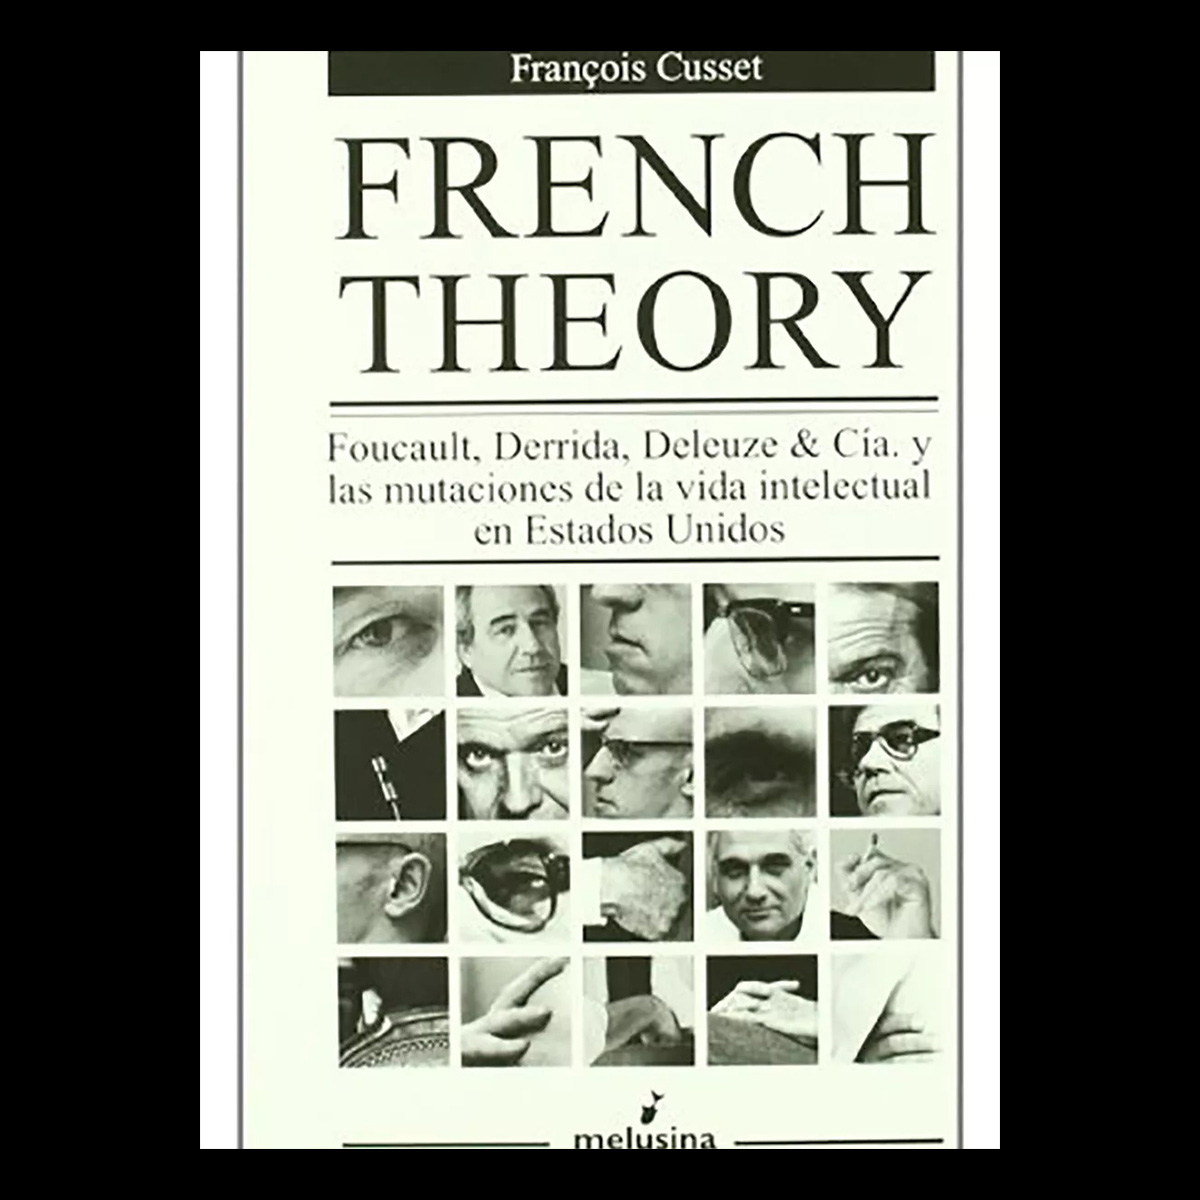 François Cusset
FRENCH
THEORY
Foucault, Derrida, Deleuze & Cía. y
las mutaciones de la vida intelectual
en Estados Unidos
melusina